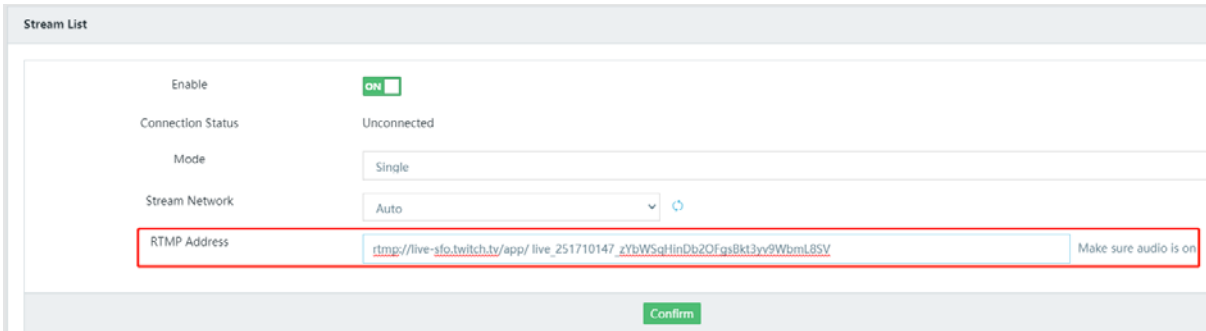 Stream List
Enable ON
Connection Status Unconnected
Mode Single
Stream Network Auto
RTMP Address rtmp://live-sfo.twitch.tv/app/ live_251710147_zYbWSqHinDb2OFgsBkt3yv9WbmL8SV Make sure audio is on
Confirm